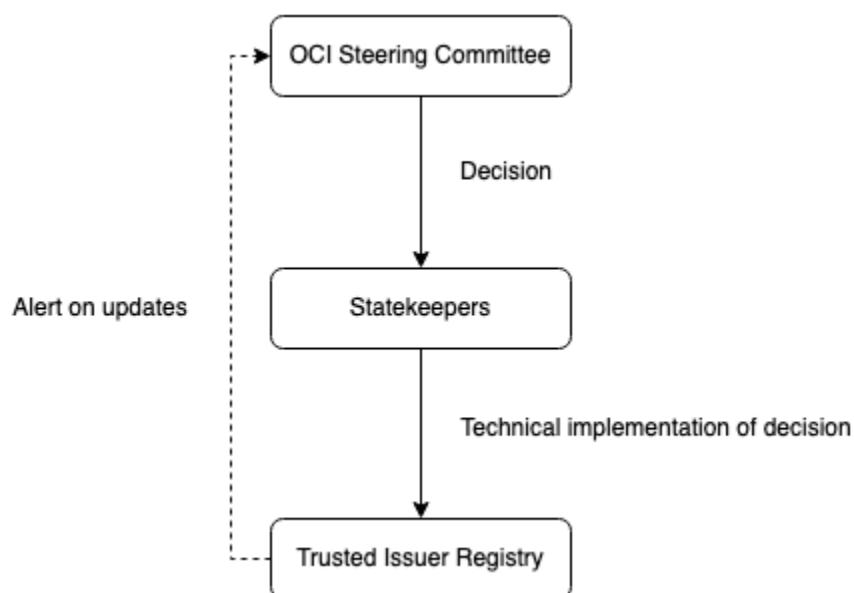 OCI Steering Committee
Decision
Statekeepers
Alert on updates
Technical implementation of decision
Trusted Issuer Registry